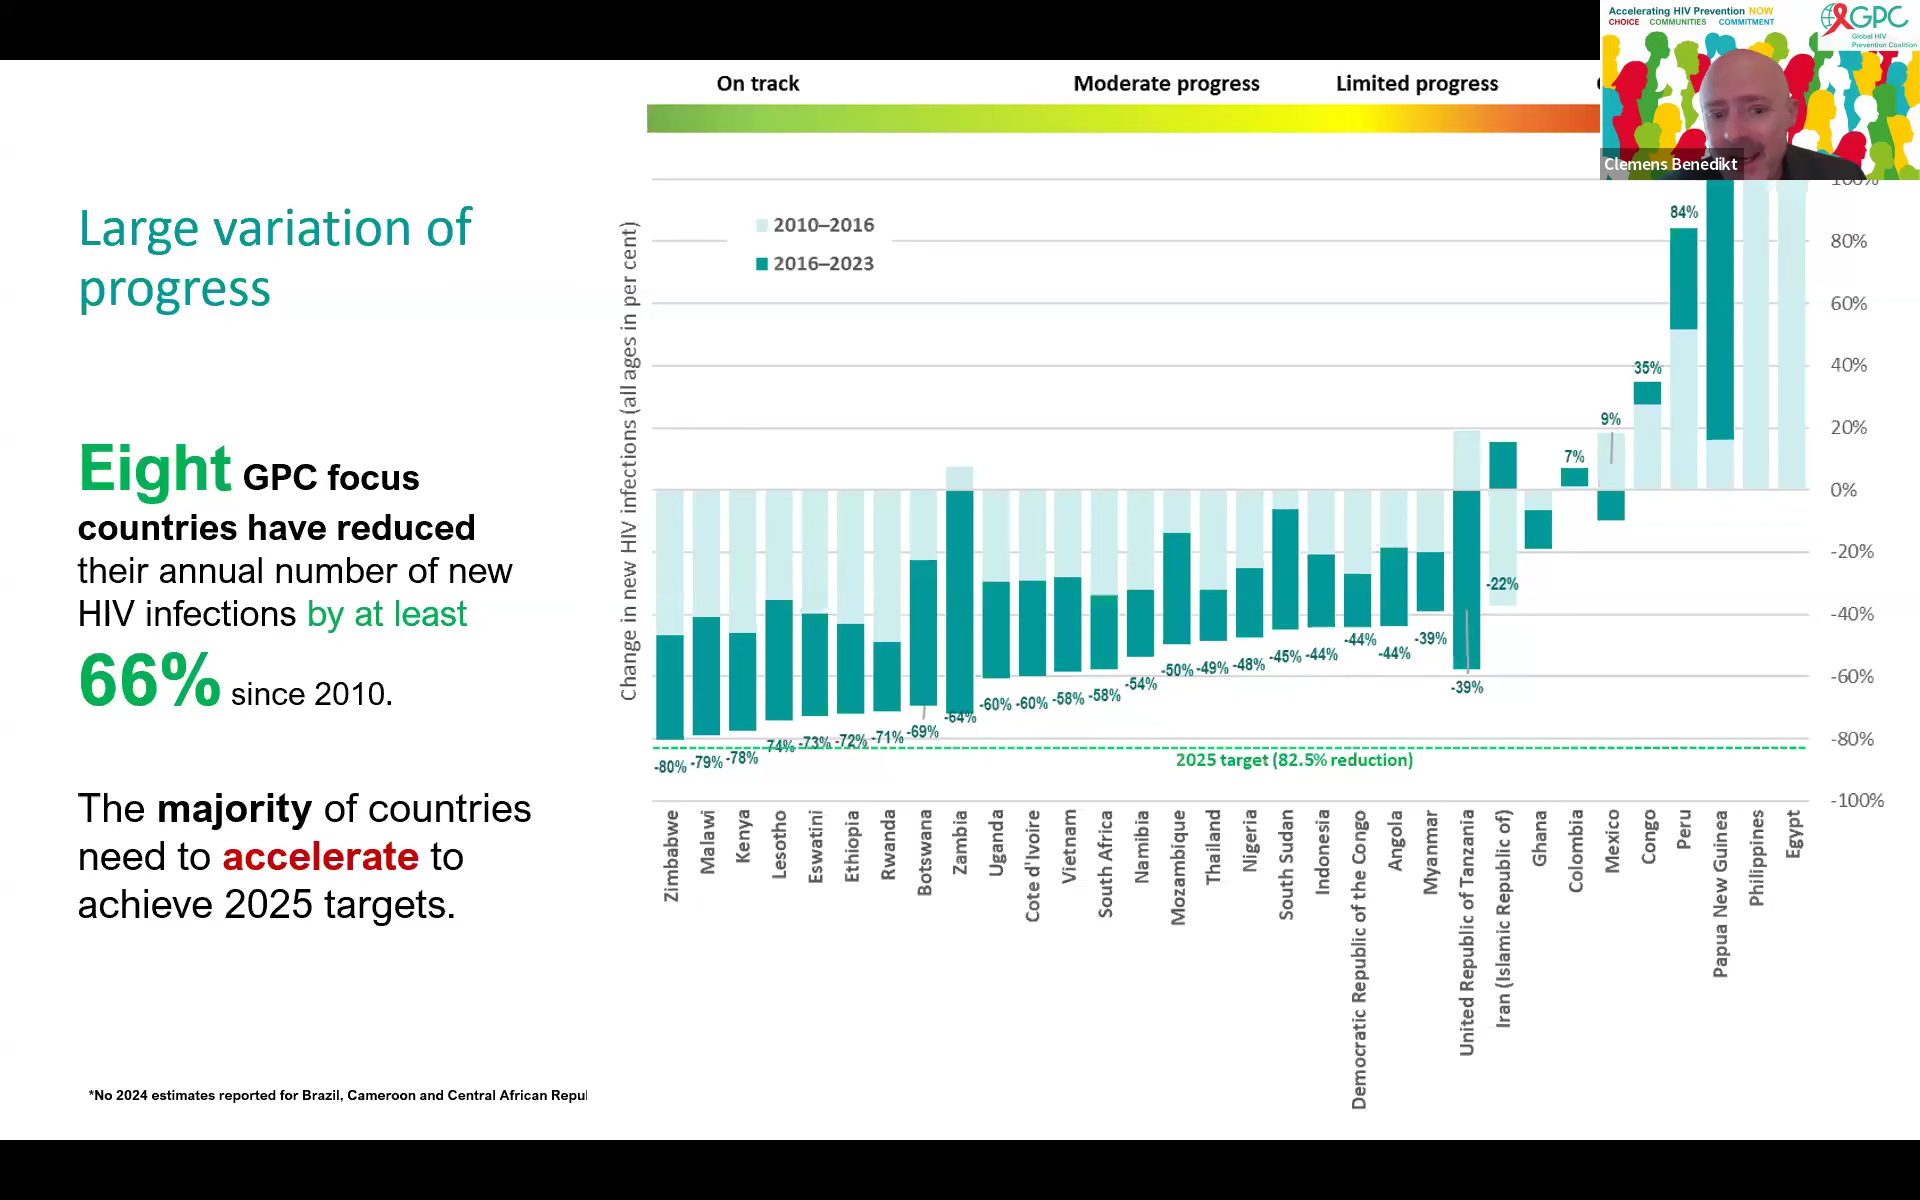 Accelerating HIV Prevention NOW
CHOICE COMMUNITIES COMMITMENT
GPC
Global HIV
Prevention Coalition
Clemens Benedikt
On track
Moderate progress
Limited progress
Large variation of
progress
Eight GPC focus
countries have reduced
their annual number of new
HIV infections by at least
66% since 2010.
The majority of countries
need to accelerate to
achieve 2025 targets.
*No 2024 estimates reported for Brazil, Cameroon and Central African Repu
Change in new HIV infections (all ages in per cent)
2010–2016
2016–2023
100%
80%
60%
40%
20%
0%
-20%
-40%
-60%
-80%
-100%
-80%
-79%
-78%
-74%
-73%
-72%
-71%
-69%
-64%
-60%
-60%
-58%
-58%
-54%
-50%
-49%
-48%
-45%
-44%
-44%
-44%
-39%
-39%
-22%
7%
9%
35%
84%
2025 target (82.5% reduction)
Zimbabwe
Malawi
Kenya
Lesotho
Eswatini
Ethiopia
Rwanda
Botswana
Zambia
Uganda
Cote d'Ivoire
Vietnam
South Africa
Namibia
Mozambique
Thailand
Nigeria
South Sudan
Indonesia
Democratic Republic of the Congo
Angola
Myanmar
United Republic of Tanzania
Iran (Islamic Republic of)
Ghana
Colombia
Mexico
Congo
Peru
Papua New Guinea
Philippines
Egypt